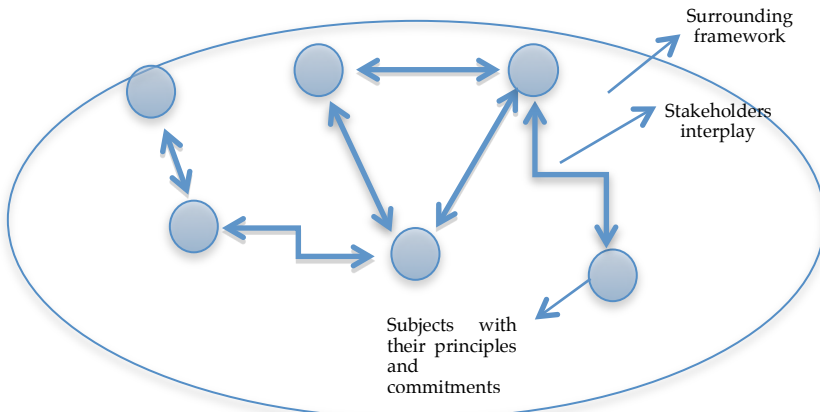 Surrounding
framework
Stakeholders
interplay
Subjects with
their principles
and
commitments